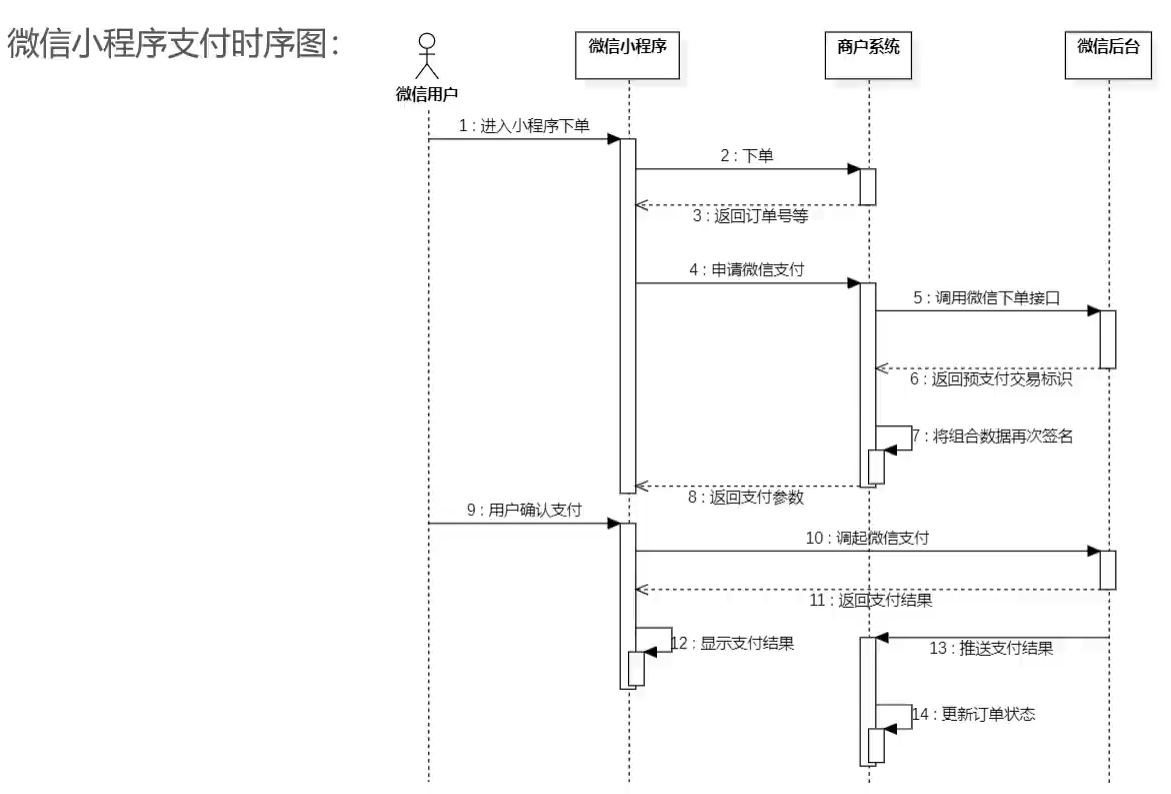 微信小程序支付时序图：
微信用户
微信小程序
商户系统
微信后台
1 : 进入小程序下单
2 : 下单
3 : 返回订单号等
4 : 申请微信支付
5 : 调用微信下单接口
6 : 返回预支付交易标识
7 : 将组合数据再次签名
8 : 返回支付参数
9 : 用户确认支付
10 : 调起微信支付
11 : 返回支付结果
12 : 显示支付结果
13 : 推送支付结果
14 : 更新订单状态